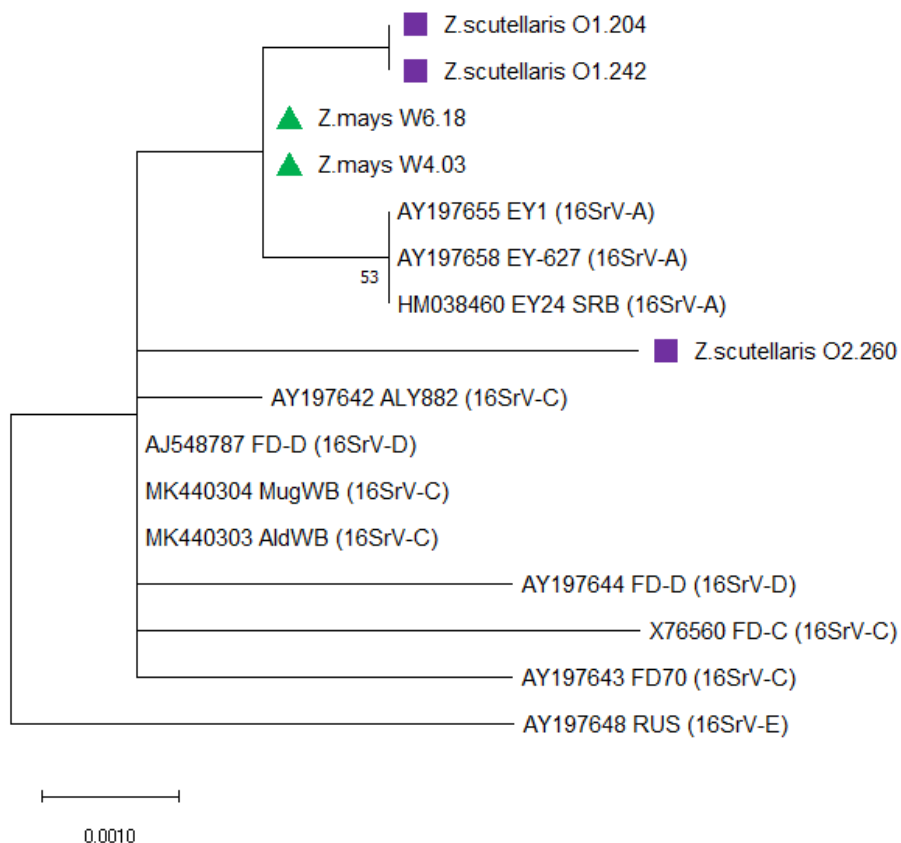 Z.scutellaris O1.204
Z.scutellaris O1.242
Z.mays W6.18
Z.mays W4.03
AY197655 EY1 (16SrV-A)
AY197658 EY-627 (16SrV-A)
53
HM038460 EY24 SRB (16SrV-A)
Z.scutellaris O2.260
AY197642 ALY882 (16SrV-C)
AJ548787 FD-D (16SrV-D)
MK440304 MugWB (16SrV-C)
MK440303 AldWB (16SrV-C)
AY197644 FD-D (16SrV-D)
X76560 FD-C (16SrV-C)
AY197643 FD70 (16SrV-C)
AY197648 RUS (16SrV-E)
0.0010